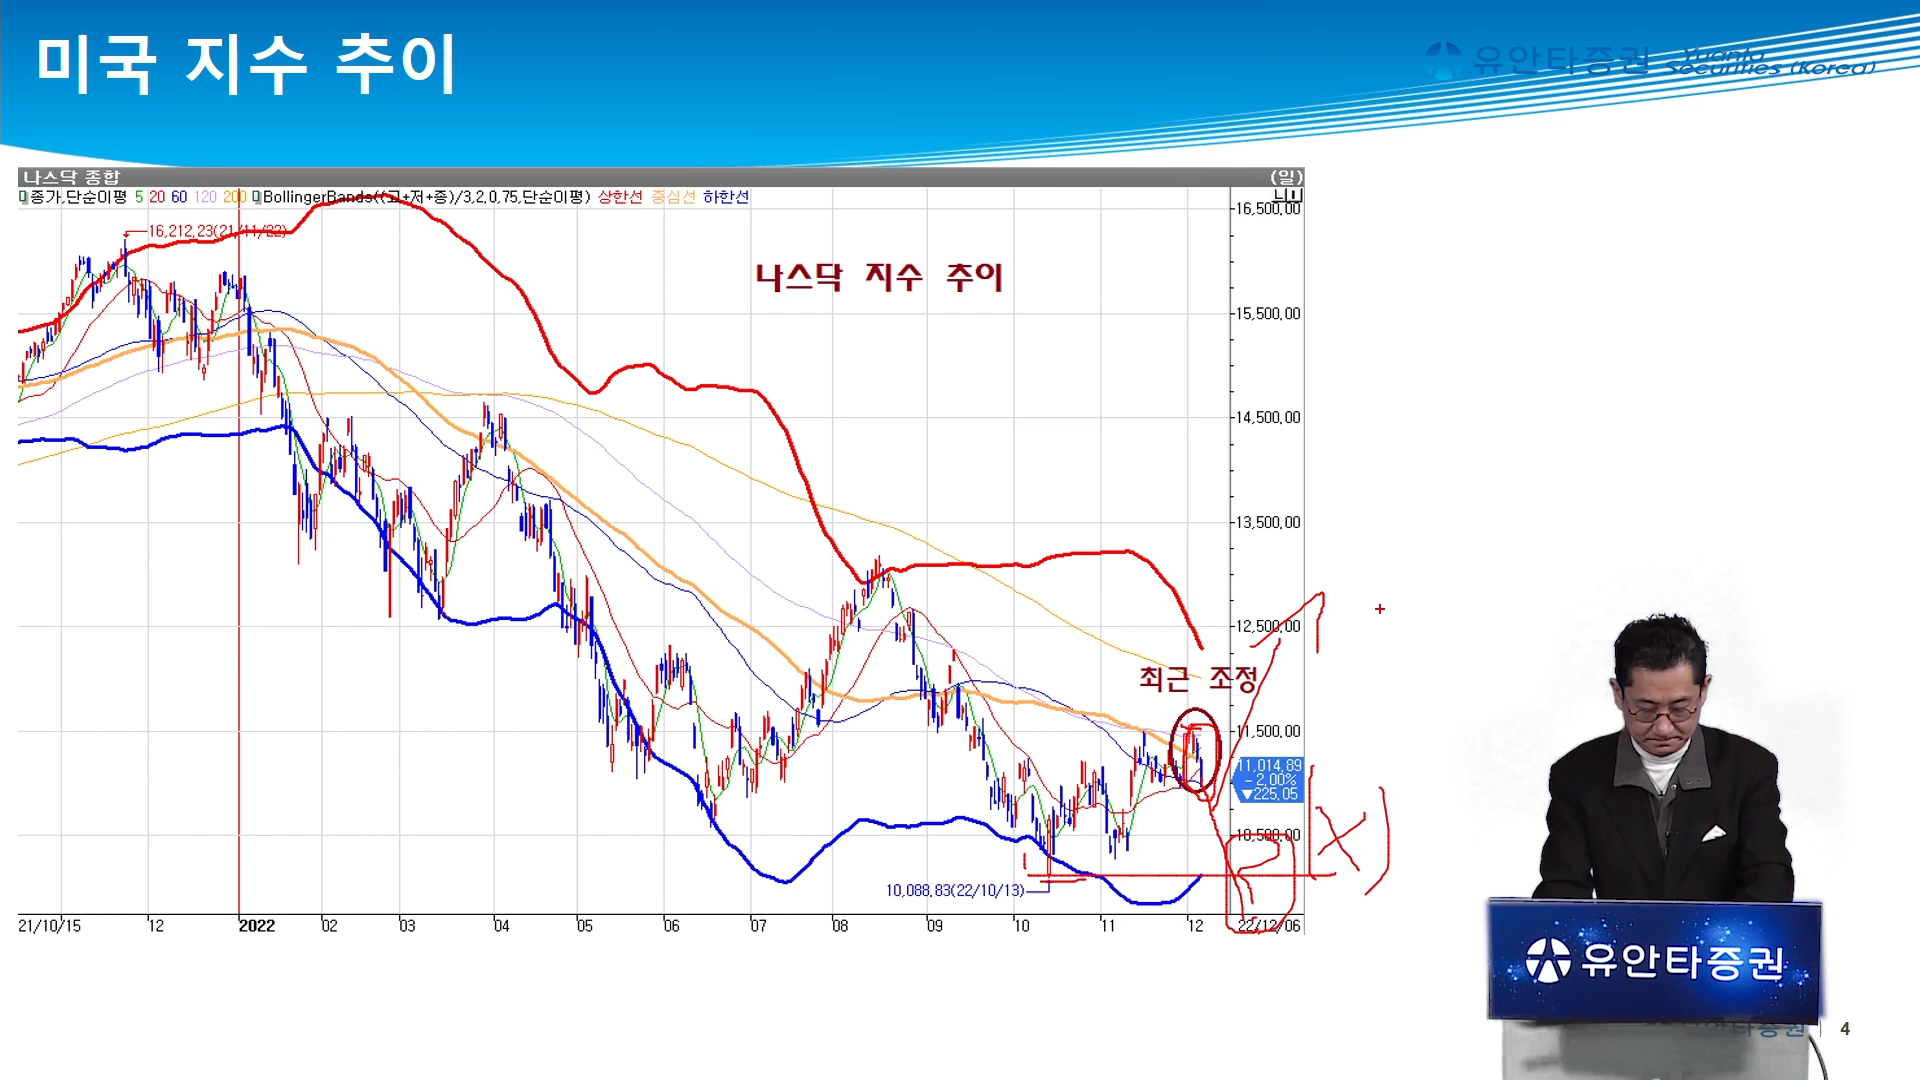 미국 지수 추이
유안타증권 Yuanta Securities (Korea)
나스닥 종합 (일)
종가,단순이평 5 20 60 120 200 BollingerBands((고+저+종)/3,2,0,75,단순이평) 상한선 중심선 하한선
16,500,00
16,212,23(21/11/22)
나스닥 지수 추이
15,500,00
14,500,00
13,500,00
12,500,00
최근 조정
11,500,00
11,014,89
-2,00%
▼225,05
10,500,00
10,088,83(22/10/13)
21/10/15 12 2022 02 03 04 05 06 07 08 09 10 11 12 22/12/06
유안타증권
4